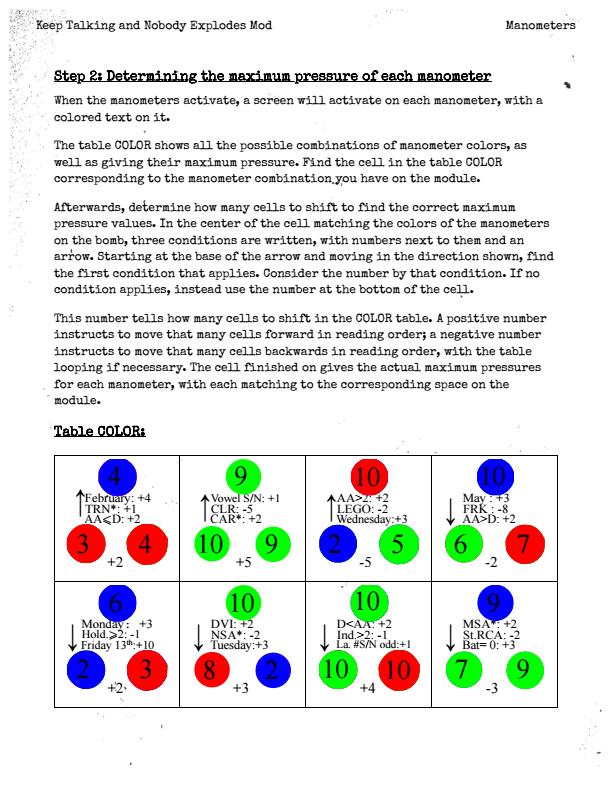 Keep Talking and Nobody Explodes Mod
Manometers
Step 2: Determining the maximum pressure of each manometer
When the manometers activate, a screen will activate on each manometer, with a
colored text on it.
The table COLOR shows all the possible combinations of manometer colors, as
well as giving their maximum pressure. Find the cell in the table COLOR
corresponding to the manometer combination you have on the module.
Afterwards, determine how many cells to shift to find the correct maximum
pressure values. In the center of the cell matching the colors of the manometers
on the bomb, three conditions are written, with numbers next to them and an
arrow. Starting at the base of the arrow and moving in the direction shown, find
the first condition that applies. Consider the number by that condition. If no
condition applies, instead use the number at the bottom of the cell.
This number tells how many cells to shift in the COLOR table. A positive number
instructs to move that many cells forward in reading order; a negative number
instructs to move that many cells backwards in reading order, with the table
looping if necessary. The cell finished on gives the actual maximum pressures
for each manometer, with each matching to the corresponding space on the
module.
Table COLOR:
4
February: +4
TRN*: +1
AA⩽D: +2
3 4
+2
9
Vowel S/N: +1
CLR: -5
CAR*: +2
10 9
+5
10
AA>2: +2
LEGO: -2
Wednesday:+3
2 5
-5
10
May : +3
FRK : -8
AA>D: +2
6 7
-2
6
Monday : +3
Hold.⩾2: -1
Friday 13th:+10
2 3
+2
10
DVI: +2
NSA*: -2
Tuesday:+3
8 2
+3
10
D<AA: +2
Ind.>2: -1
La. #S/N odd:+1
10 10
+4
9
MSA*: +2
St.RCA: -2
Bat= 0: +3
7 9
-3